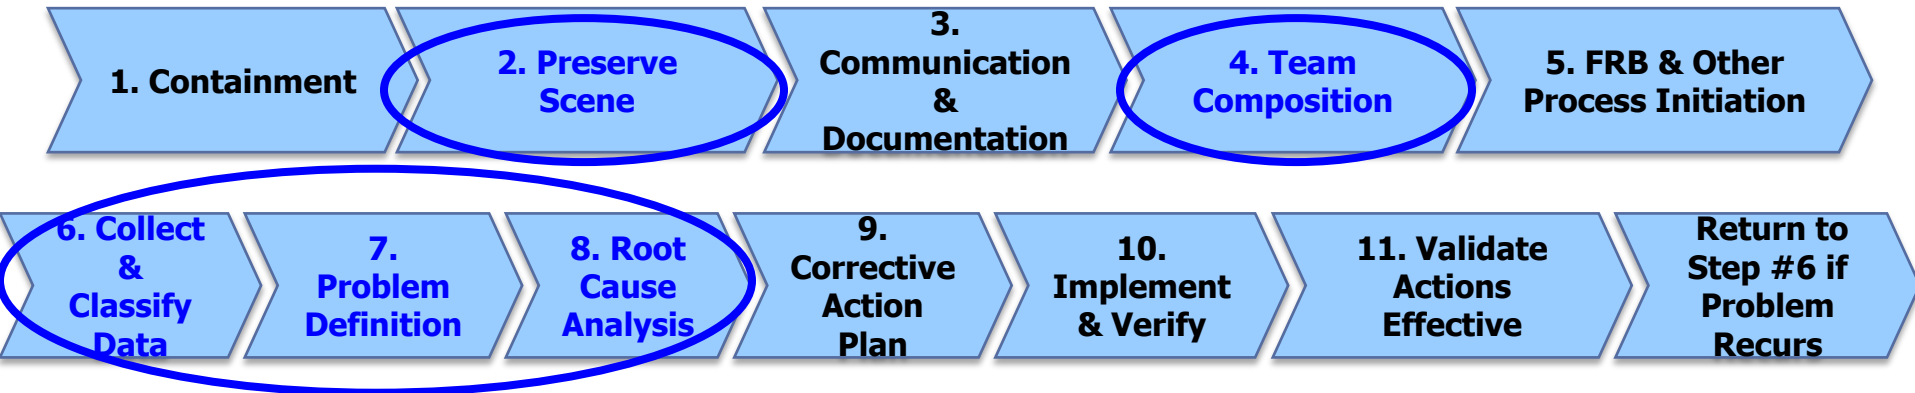 1. Containment
2. Preserve
Scene
3.
Communication
&
Documentation
4. Team
Composition
5. FRB & Other
Process Initiation
6. Collect
&
Classify
Data
7.
Problem
Definition
8. Root
Cause
Analysis
9.
Corrective
Action
Plan
10.
Implement
& Verify
11. Validate
Actions
Effective
Return to
Step #6 if
Problem
Recurs